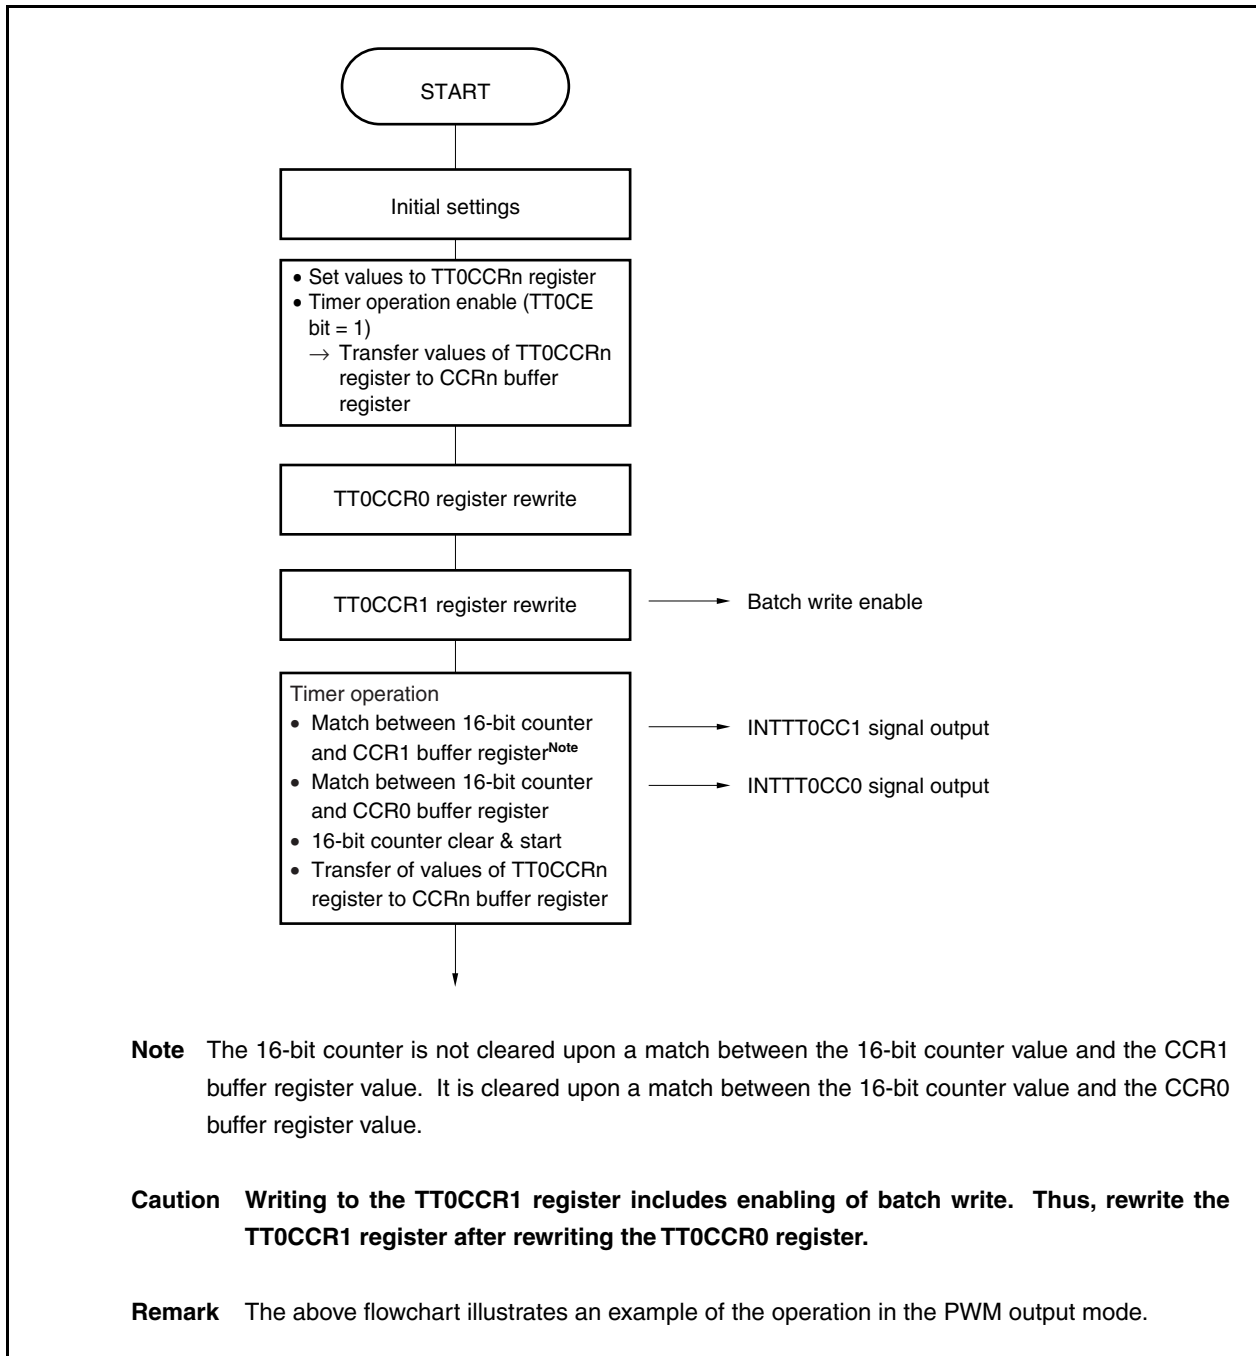 START
Initial settings
• Set values to TT0CCRn register
• Timer operation enable (TT0CE
bit = 1)
→ Transfer values of TT0CCRn
register to CCRn buffer
register
TT0CCR0 register rewrite
TT0CCR1 register rewrite
Batch write enable
Timer operation
• Match between 16-bit counter
and CCR1 buffer registerNote
INTTT0CC1 signal output
• Match between 16-bit counter
and CCR0 buffer register
INTTT0CC0 signal output
• 16-bit counter clear & start
• Transfer of values of TT0CCRn
register to CCRn buffer register
Note The 16-bit counter is not cleared upon a match between the 16-bit counter value and the CCR1
buffer register value. It is cleared upon a match between the 16-bit counter value and the CCR0
buffer register value.
Caution Writing to the TT0CCR1 register includes enabling of batch write. Thus, rewrite the
TT0CCR1 register after rewriting the TT0CCR0 register.
Remark The above flowchart illustrates an example of the operation in the PWM output mode.